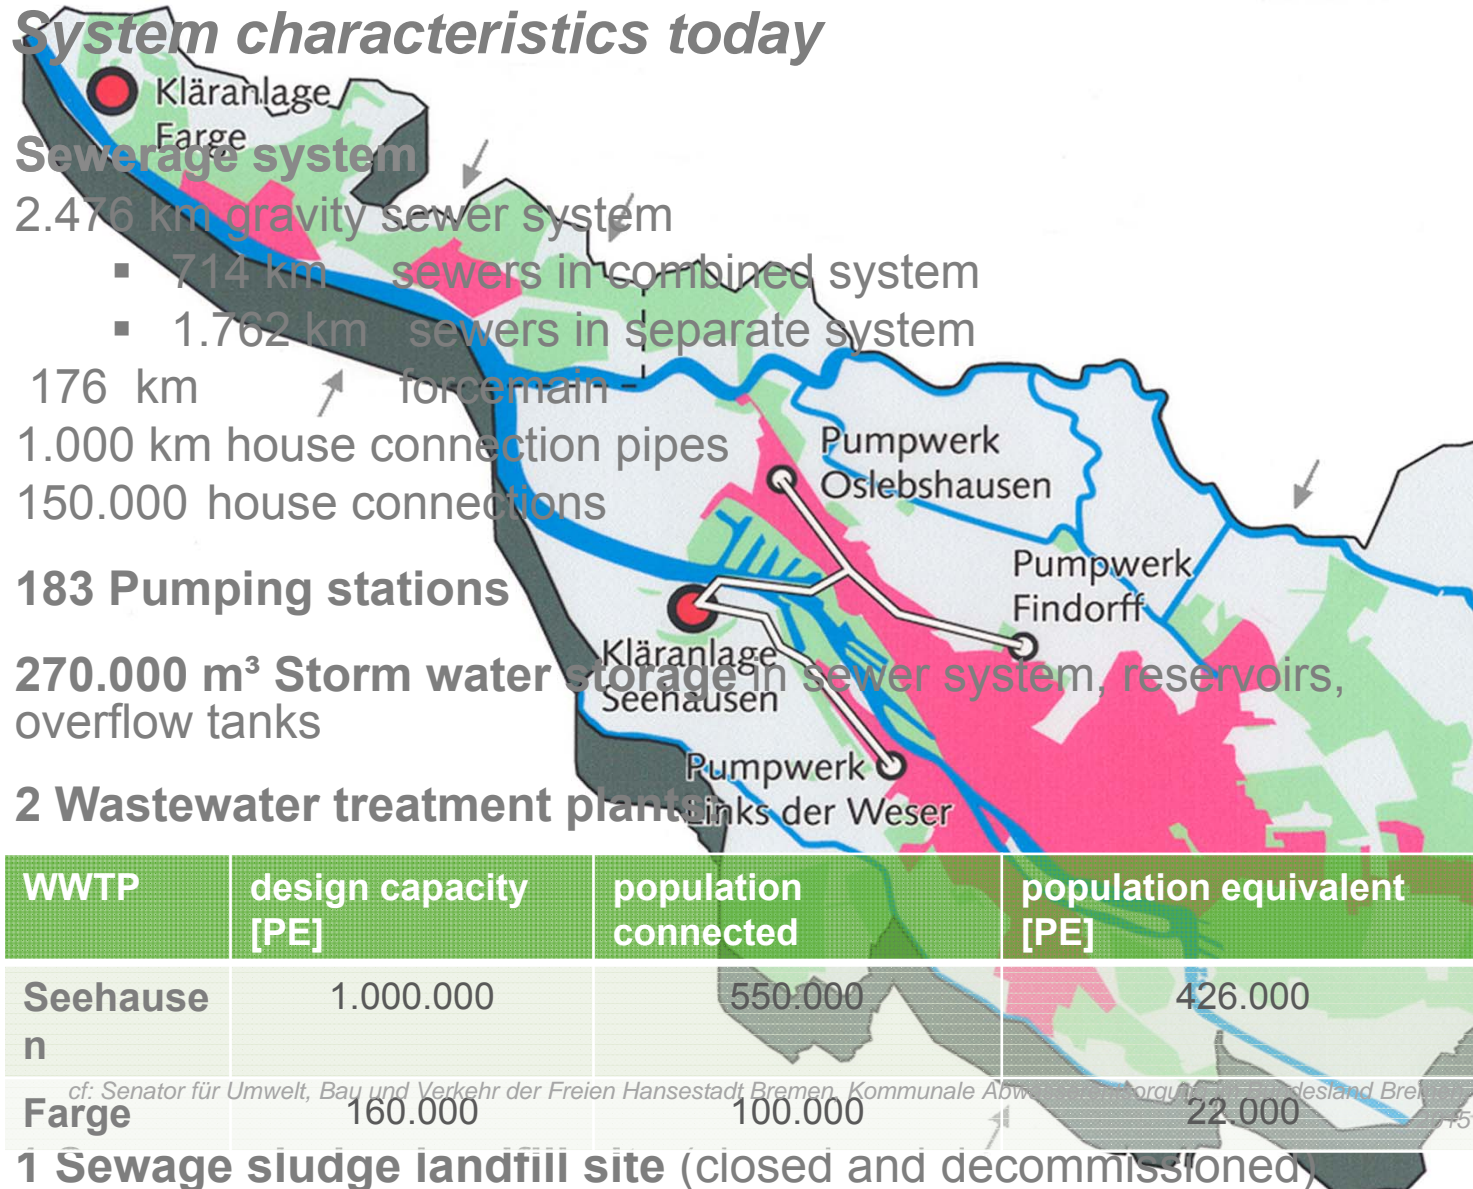 System characteristics today
Kläranlage
Farge
Sewerage system
2.476 km gravity sewer system
▪ 714 km sewers in combined system
▪ 1.762 km sewers in separate system
176 km forcemain
1.000 km house connection pipes
150.000 house connections
Pumpwerk
Oslebshausen
Pumpwerk
Findorff
183 Pumping stations
Kläranlage
Seehausen
270.000 m³ Storm water storage in sewer system, reservoirs,
overflow tanks
Pumpwerk
Links der Weser
2 Wastewater treatment plants
WWTP design capacity [PE] population connected population equivalent [PE]
Seehause
n 1.000.000 550.000 426.000
cf: Senator für Umwelt, Bau und Verkehr der Freien Hansestadt Bremen, Kommunale
Farge 160.000 100.000 22.000
1 Sewage sludge landfill site (closed and decommissioned)